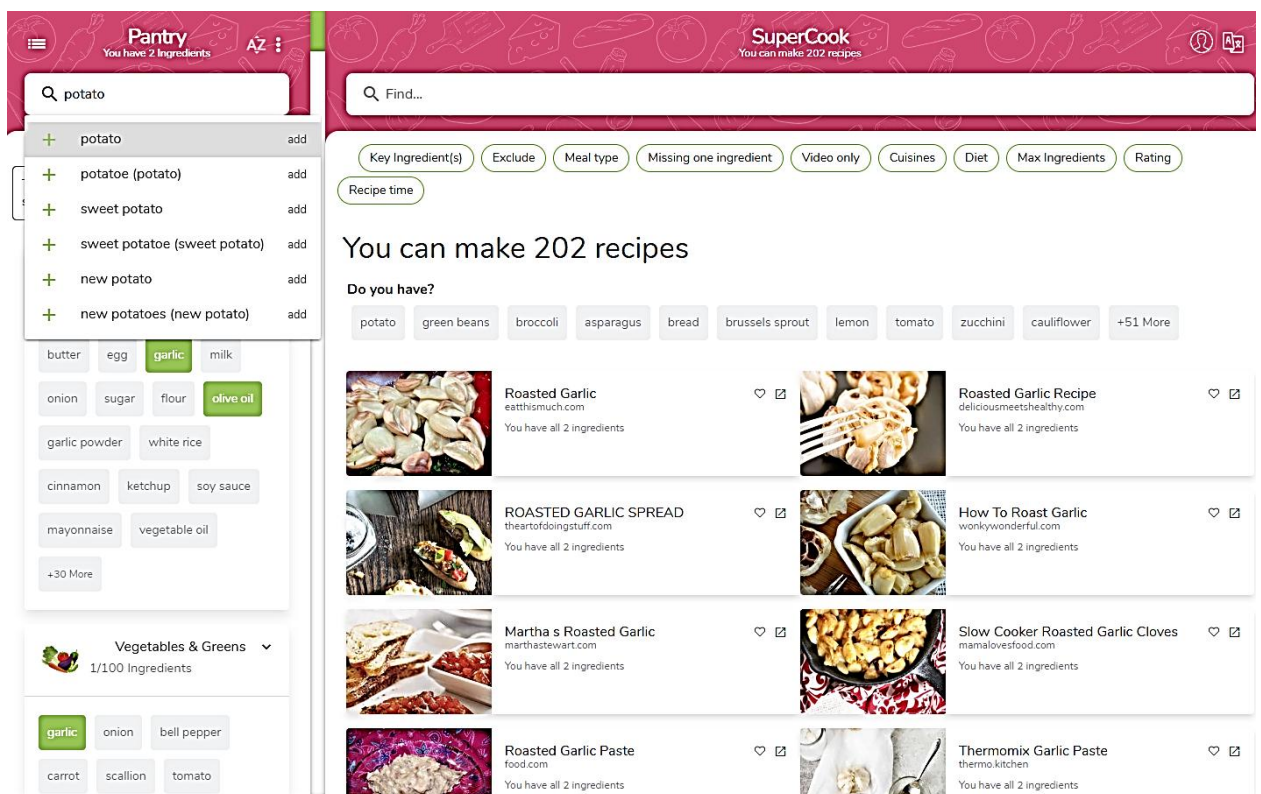 Pantry
You have 2 Ingredients
AZ
potato
potato add
potatoe (potato) add
sweet potato add
sweet potatoe (sweet potato) add
new potato add
new potatoes (new potato) add
butter egg garlic milk
onion sugar flour olive oil
garlic powder white rice
cinnamon ketchup soy sauce
mayonnaise vegetable oil
+30 More
Vegetables & Greens
1/100 Ingredients
garlic onion bell pepper
carrot scallion tomato
SuperCook
You can make 202 recipes
Find...
Key Ingredient(s) Exclude Meal type Missing one ingredient Video only Cuisines Diet Max Ingredients Rating
Recipe time
You can make 202 recipes
Do you have?
potato green beans broccoli asparagus bread brussels sprout lemon tomato zucchini cauliflower +51 More
Roasted Garlic
eatthismuch.com
You have all 2 ingredients
Roasted Garlic Recipe
deliciousmeetshealthy.com
You have all 2 ingredients
ROASTED GARLIC SPREAD
theartofdoingstuff.com
You have all 2 ingredients
How To Roast Garlic
wonkywonderful.com
You have all 2 ingredients
Martha s Roasted Garlic
marthastewart.com
You have all 2 ingredients
Slow Cooker Roasted Garlic Cloves
mamalovesfood.com
You have all 2 ingredients
Roasted Garlic Paste
food.com
You have all 2 ingredients
Thermomix Garlic Paste
thermo.kitchen
You have all 2 ingredients